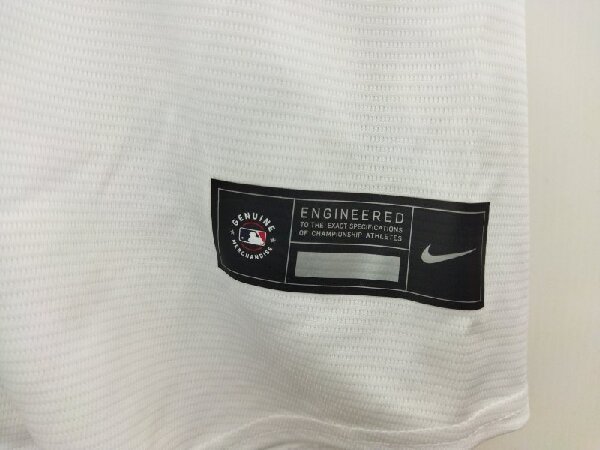 GENUINE
MERCHANDISE
ENGINEERED
TO THE EXACT SPECIFICATIONS
OF CHAMPIONSHIP ATHLETES